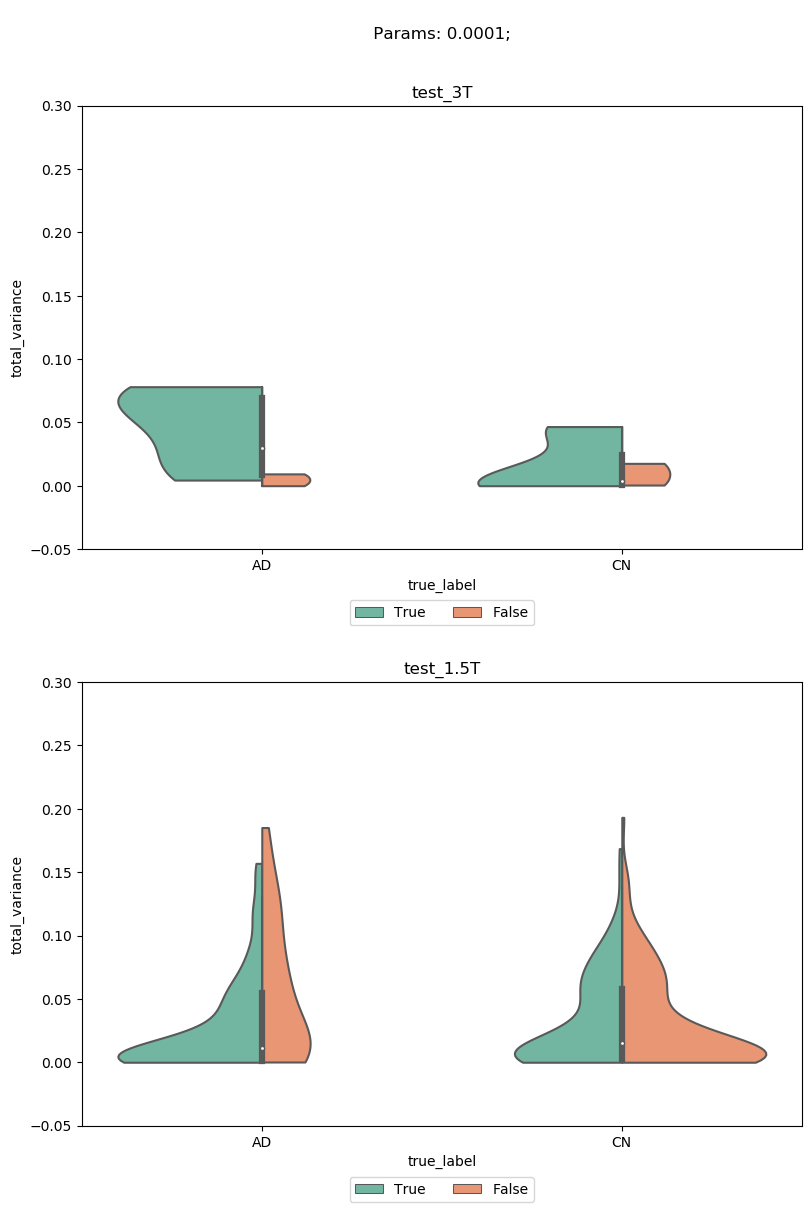 Params: 0.0001;
test_3T
0.30
0.25
0.20
0.15
0.10
0.05
0.00
−0.05
total_variance
AD CN
true_label
True False
test_1.5T
0.30
0.25
0.20
0.15
0.10
0.05
0.00
−0.05
total_variance
AD CN
true_label
True False